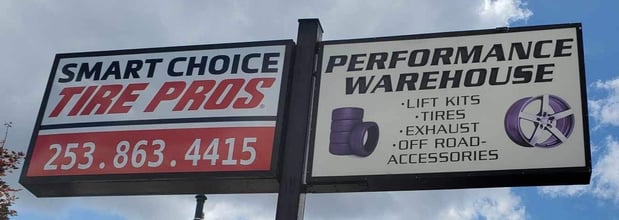 SMART CHOICE
TIRE PROS
253.863.4415
PERFORMANCE
WAREHOUSE
·LIFT KITS
·TIRES
·EXHAUST
·OFF ROAD-
ACCESSORIES